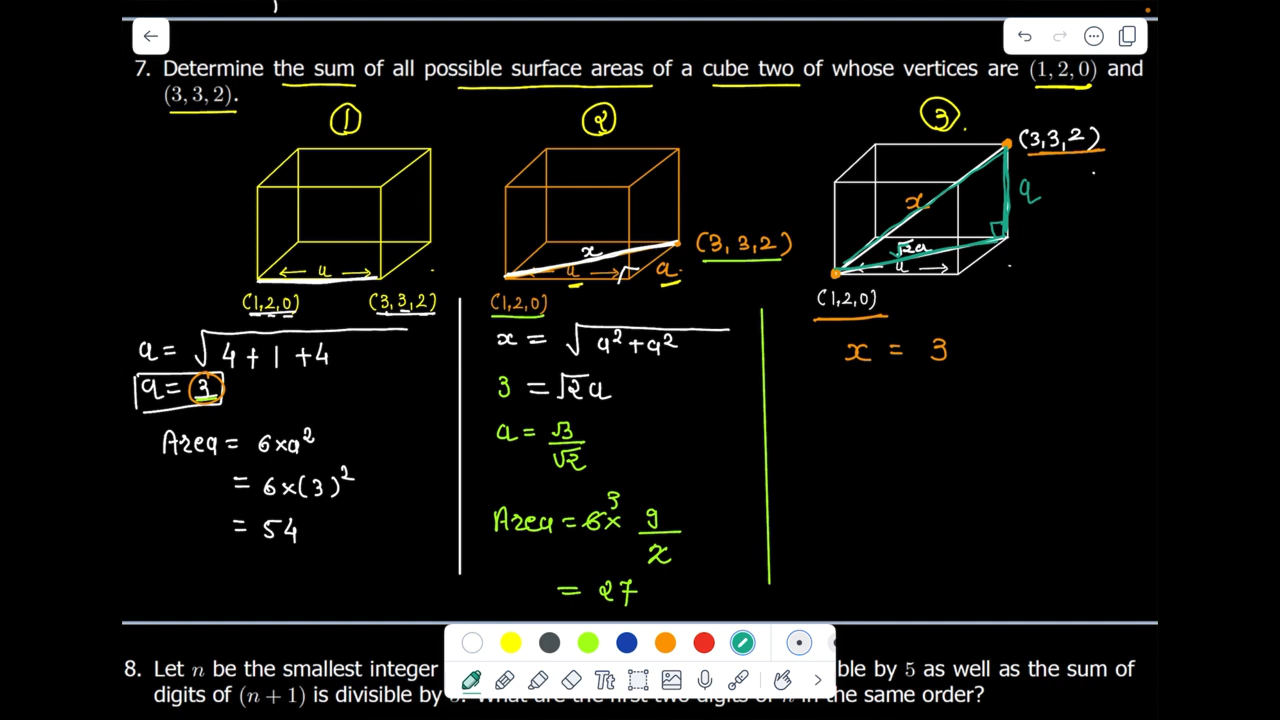 7. Determine the sum of all possible surface areas of a cube two of whose vertices are (1, 2, 0) and
(3, 3, 2).
1
2
3.
(3,3,2)
x
a
√2a
a
(1,2,0)
x = 3
a
(1,2,0) (3,3,2)
a = √4 + 1 + 4
a = 3
Area = 6×a²
= 6×(3)²
= 54
x
(3,3,2)
a a
(1,2,0)
x = √a²+a²
3 = √2a
a = √3/√2
Area = 6× 3 9/2
= 27
8. Let n be the smallest integer ble by 5 as well as the sum of
digits of (n + 1) is divisible by the same order?
Tt